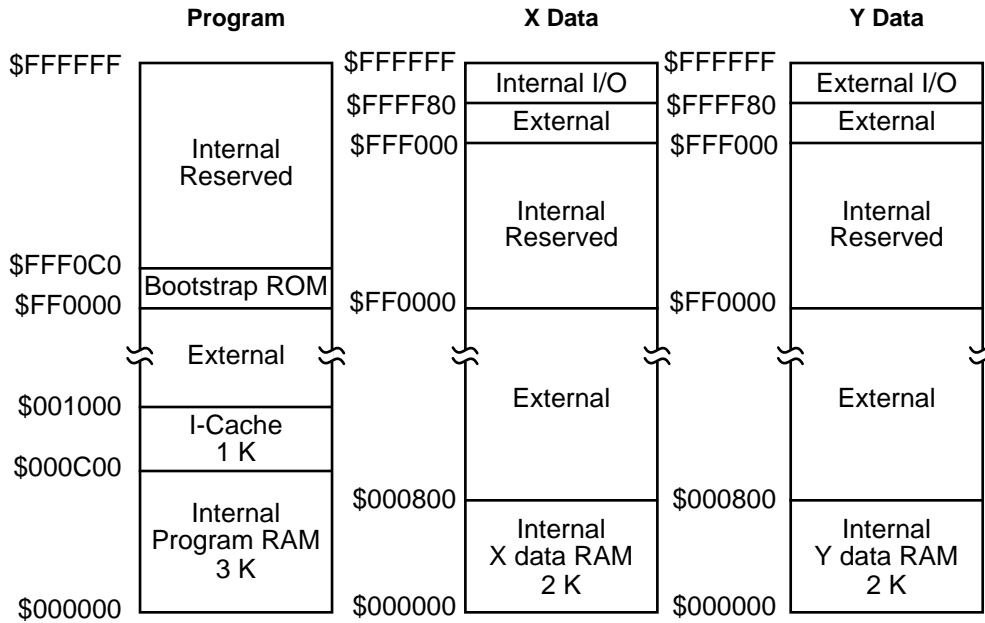 Program
$FFFFFF
Internal
Reserved
$FFF0C0
Bootstrap ROM
$FF0000
External
$001000
I-Cache
1 K
$000C00
Internal
Program RAM
3 K
$000000
X Data
$FFFFFF
Internal I/O
$FFFF80
External
$FFF000
Internal
Reserved
$FF0000
External
$000800
Internal
X data RAM
2 K
$000000
Y Data
$FFFFFF
External I/O
$FFFF80
External
$FFF000
Internal
Reserved
$FF0000
External
$000800
Internal
Y data RAM
2 K
$000000